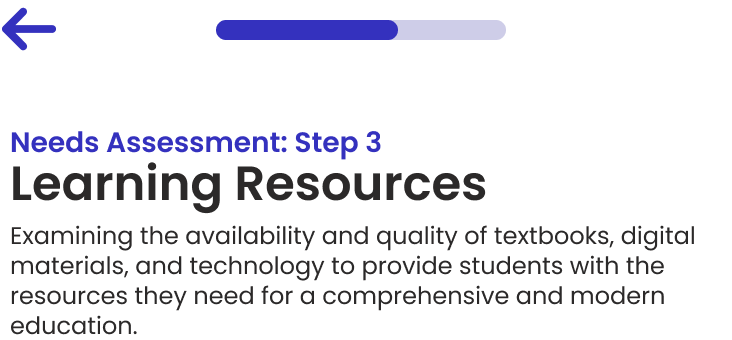 Needs Assessment: Step 3
Learning Resources
Examining the availability and quality of textbooks, digital
materials, and technology to provide students with the
resources they need for a comprehensive and modern
education.